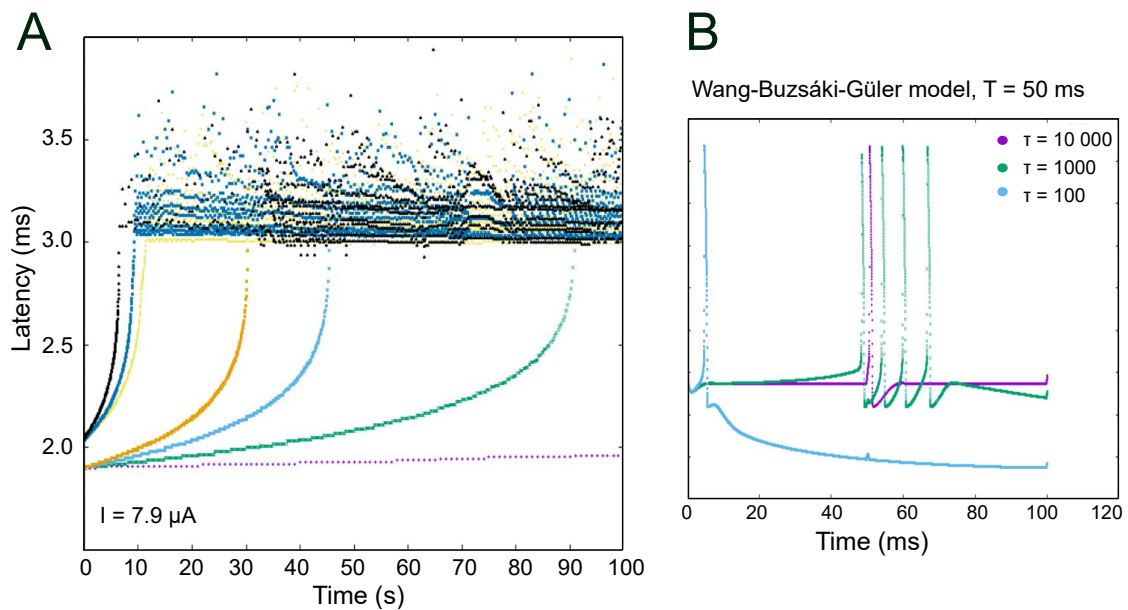 A
Latency (ms)
3.5
3.0
2.5
2.0
I = 7.9 μA
0 10 20 30 40 50 60 70 80 90 100
Time (s)
B
Wang-Buzsáki-Güler model, T = 50 ms
τ = 10 000
τ = 1000
τ = 100
0 20 40 60 80 100 120
Time (ms)